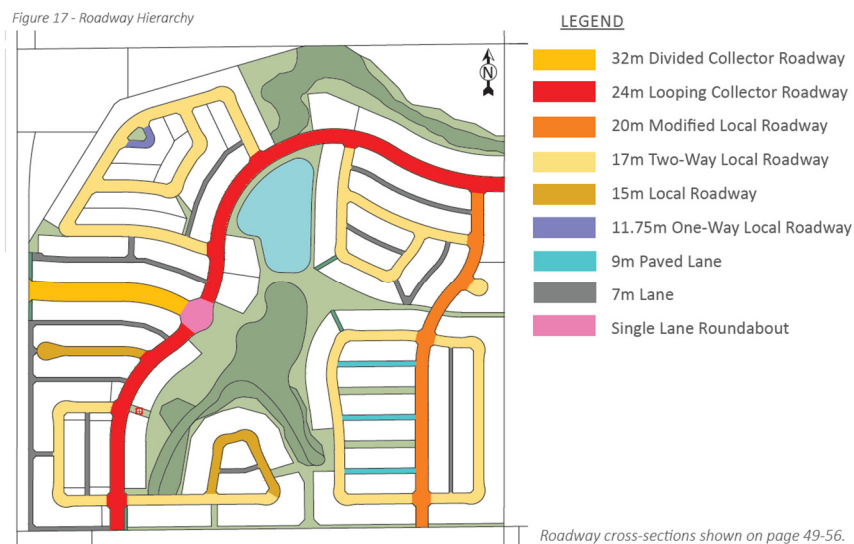 Figure 17 - Roadway Hierarchy
N
LEGEND
32m Divided Collector Roadway
24m Looping Collector Roadway
20m Modified Local Roadway
17m Two-Way Local Roadway
15m Local Roadway
11.75m One-Way Local Roadway
9m Paved Lane
7m Lane
Single Lane Roundabout
Roadway cross-sections shown on page 49-56.